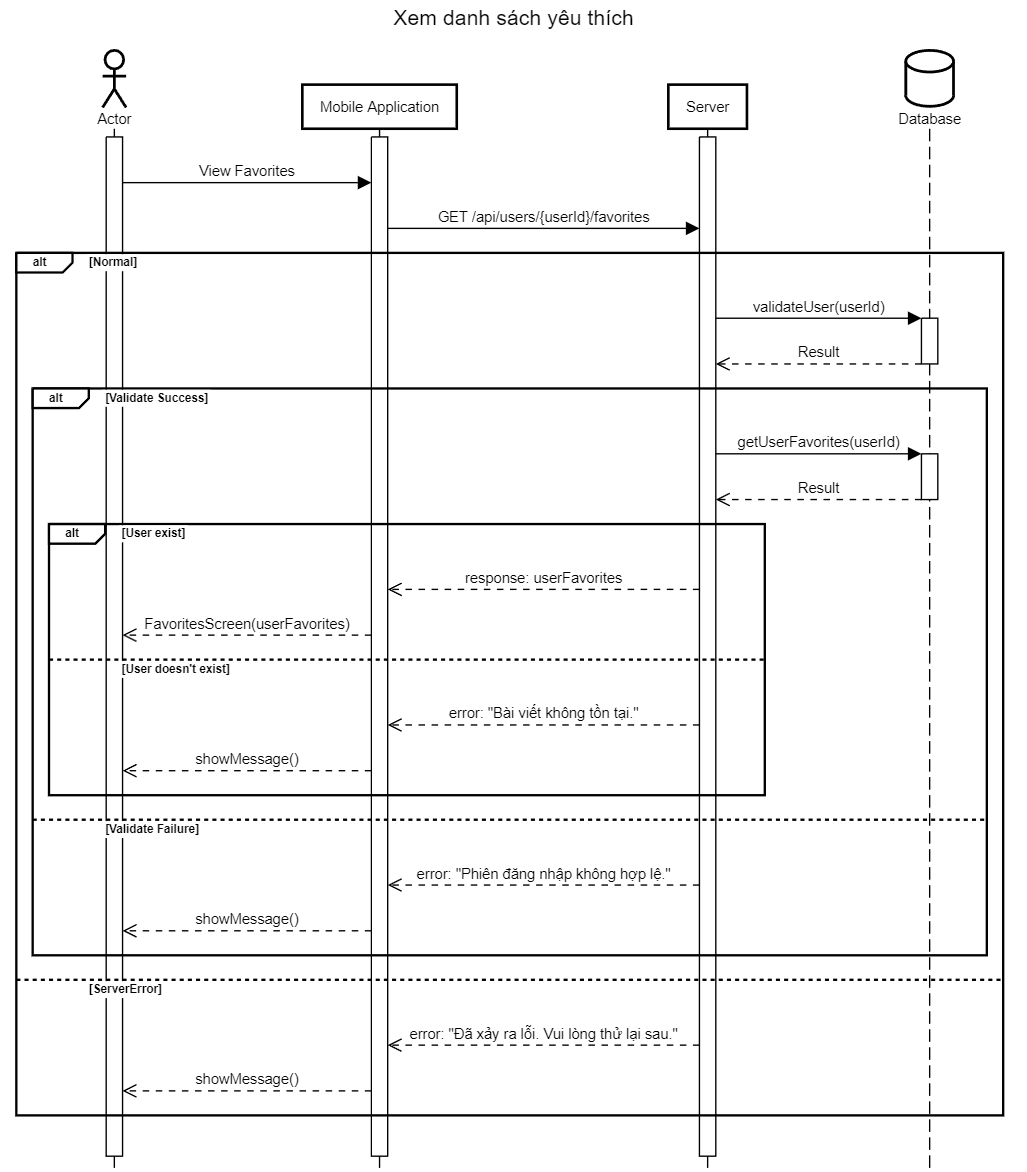 Xem danh sách yêu thích
Actor
Mobile Application
Server
Database
View Favorites
GET /api/users/{userId}/favorites
alt
[Normal]
validateUser(userId)
Result
alt
[Validate Success]
getUserFavorites(userId)
Result
alt
[User exist]
response: userFavorites
FavoritesScreen(userFavorites)
[User doesn't exist]
error: "Bài viết không tồn tại."
showMessage()
[Validate Failure]
error: "Phiên đăng nhập không hợp lệ."
showMessage()
[ServerError]
error: "Đã xảy ra lỗi. Vui lòng thử lại sau."
showMessage()